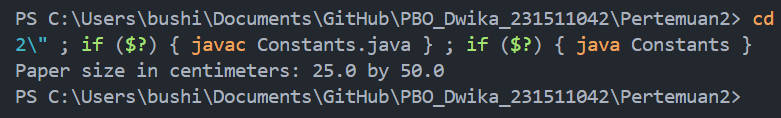 PS C:\Users\bushi\Documents\GitHub\PBO_Dwika_231511042\Pertemuan2> cd
2\" ; if ($?) { javac Constants.java } ; if ($?) { java Constants }
Paper size in centimeters: 25.0 by 50.0
PS C:\Users\bushi\Documents\GitHub\PBO_Dwika_231511042\Pertemuan2>